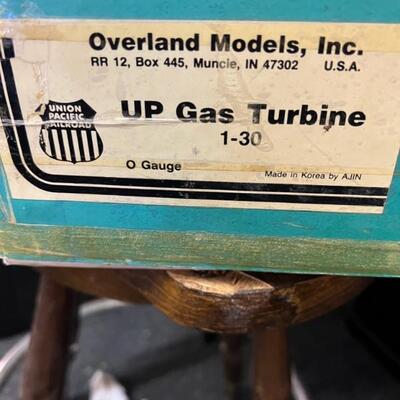 Overland Models, Inc.
RR 12, Box 445, Muncie, IN 47302 U.S.A.
UNION
PACIFIC
RAILROAD
UP Gas Turbine
1-30
O Gauge
Made in Korea by AJIN